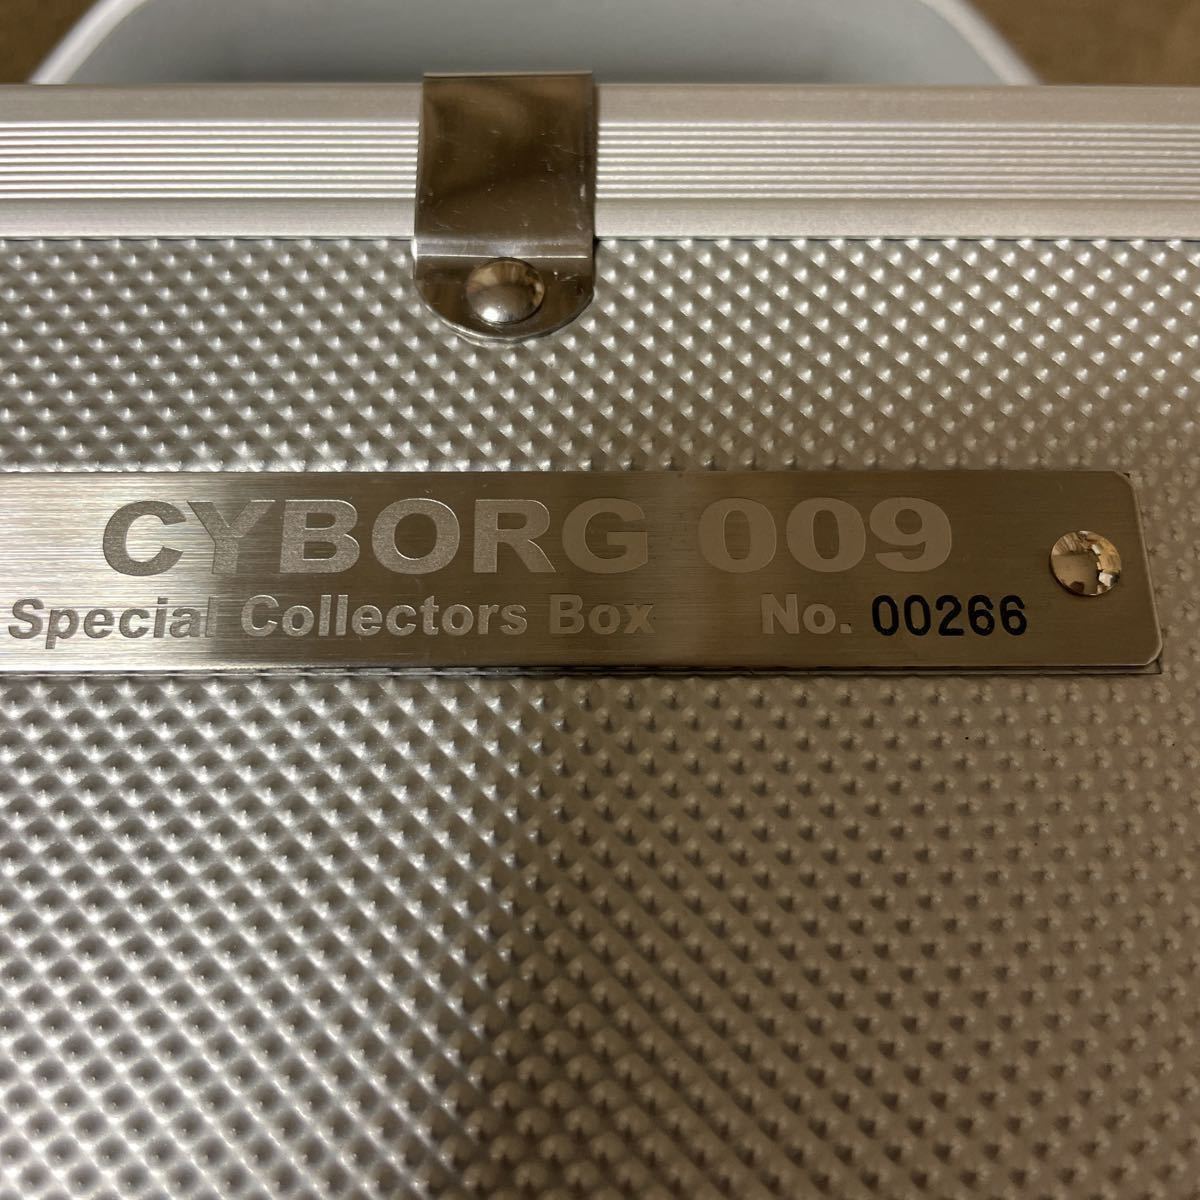 CYBORG 009
Special Collectors Box No. 00266